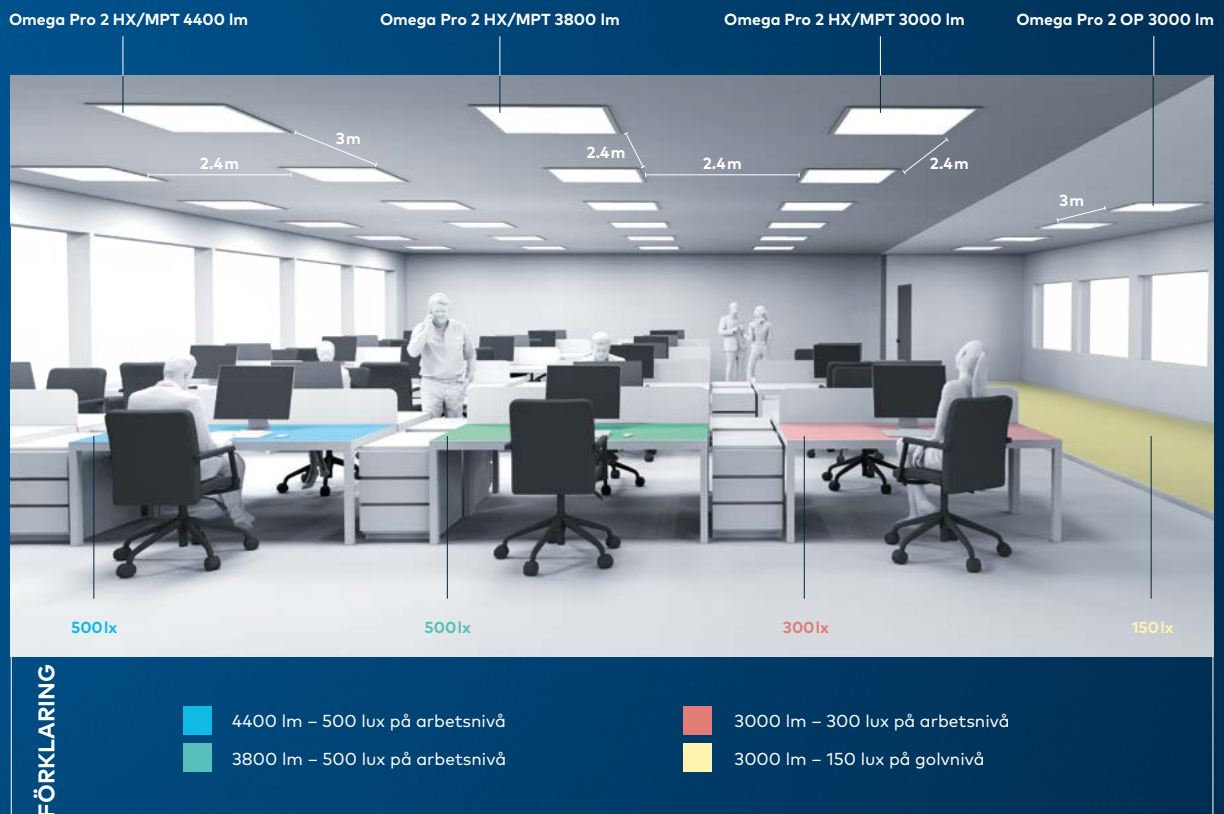 Omega Pro 2 HX/MPT 4400 lm
Omega Pro 2 HX/MPT 3800 lm
Omega Pro 2 HX/MPT 3000 lm
Omega Pro 2 OP 3000 lm
3m
2.4m
2.4m
2.4m
2.4m
3m
500lx
500lx
300lx
150lx
FÖRKLARING
4400 lm – 500 lux på arbetsnivå
3800 lm – 500 lux på arbetsnivå
3000 lm – 300 lux på arbetsnivå
3000 lm – 150 lux på golvnivå